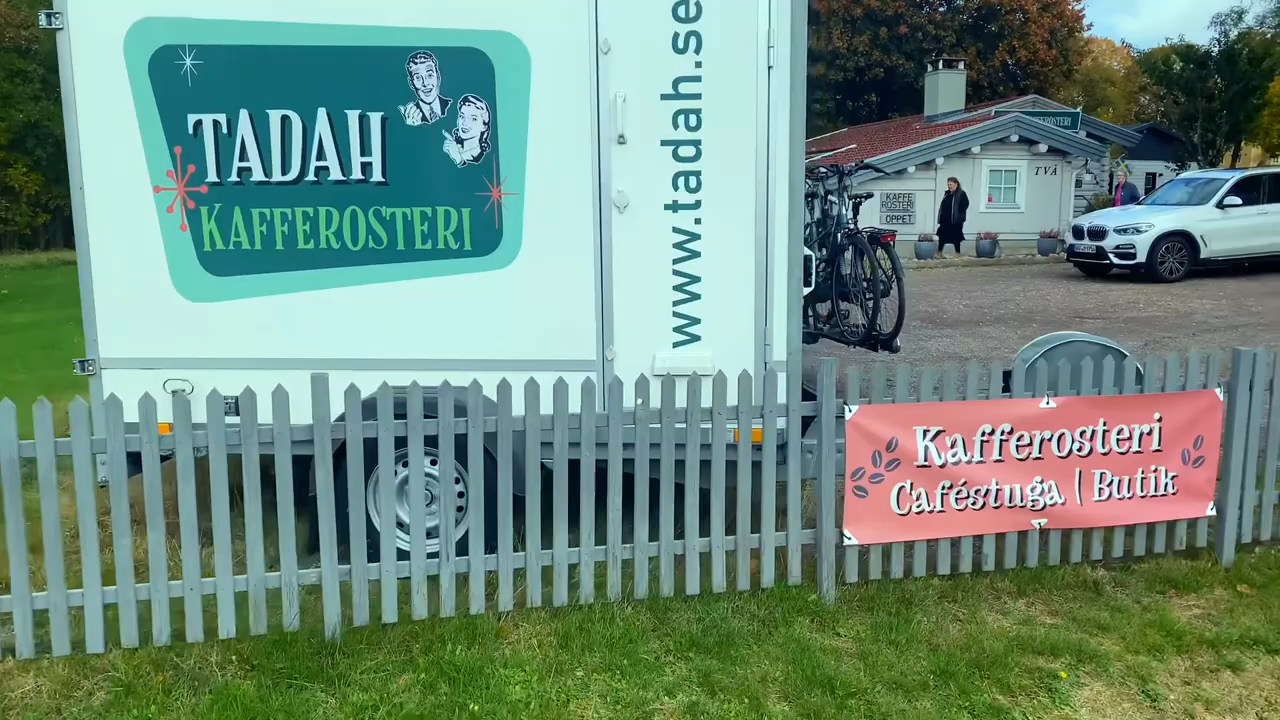 TADAH
KAFFEROSTERI
www.tadah.se
KAFFE
ROSTERI
ÖPPET
TVÅ
Kafferosteri
Caféstuga | Butik